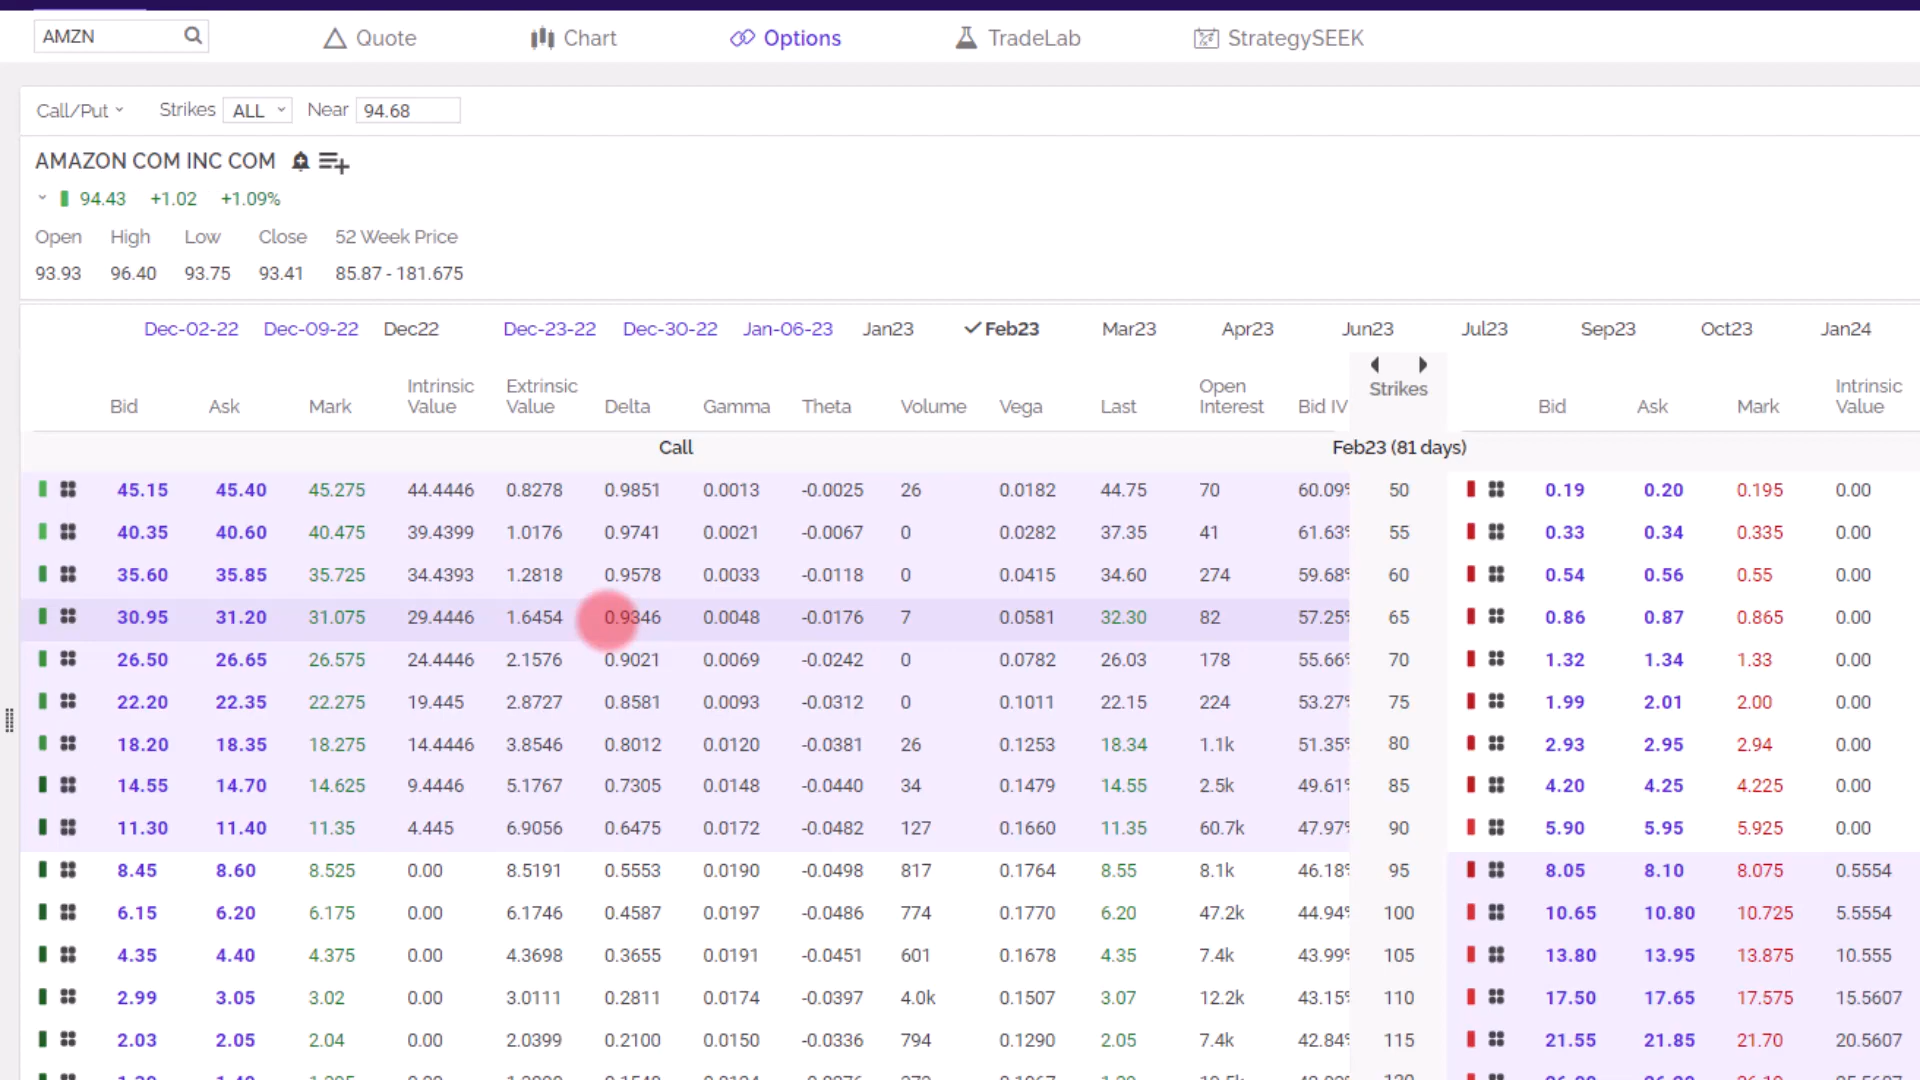 AMZN Quote Chart Options TradeLab StrategySEEK
Call/Put Strikes ALL Near 94.68
AMAZON COM INC COM
94.43 +1.02 +1.09%
Open High Low Close 52 Week Price
93.93 96.40 93.75 93.41 85.87 - 181.675
Dec-02-22 Dec-09-22 Dec22 Dec-23-22 Dec-30-22 Jan-06-23 Jan23 Feb23 Mar23 Apr23 Jun23 Jul23 Sep23 Oct23 Jan24
Bid Ask Mark Intrinsic Value Extrinsic Value Delta Gamma Theta Volume Vega Last Open Interest Bid IV Strikes Bid Ask Mark Intrinsic Value
Call Feb23 (81 days)
45.15 45.40 45.275 44.4446 0.8278 0.9851 0.0013 -0.0025 26 0.0182 44.75 70 60.09% 50 0.19 0.20 0.195 0.00
40.35 40.60 40.475 39.4399 1.0176 0.9741 0.0021 -0.0067 0 0.0282 37.35 41 61.63% 55 0.33 0.34 0.335 0.00
35.60 35.85 35.725 34.4393 1.2818 0.9578 0.0033 -0.0118 0 0.0415 34.60 274 59.68% 60 0.54 0.56 0.55 0.00
30.95 31.20 31.075 29.4446 1.6454 0.9346 0.0048 -0.0176 7 0.0581 32.30 82 57.25% 65 0.86 0.87 0.865 0.00
26.50 26.65 26.575 24.4446 2.1576 0.9021 0.0069 -0.0242 0 0.0782 26.03 178 55.66% 70 1.32 1.34 1.33 0.00
22.20 22.35 22.275 19.445 2.8727 0.8581 0.0093 -0.0312 0 0.1011 22.15 224 53.27% 75 1.99 2.01 2.00 0.00
18.20 18.35 18.275 14.4446 3.8546 0.8012 0.0120 -0.0381 26 0.1253 18.34 1.1k 51.35% 80 2.93 2.95 2.94 0.00
14.55 14.70 14.625 9.4446 5.1767 0.7305 0.0148 -0.0440 34 0.1479 14.55 2.5k 49.61% 85 4.20 4.25 4.225 0.00
11.30 11.40 11.35 4.445 6.9056 0.6475 0.0172 -0.0482 127 0.1660 11.35 60.7k 47.97% 90 5.90 5.95 5.925 0.00
8.45 8.60 8.525 0.00 8.5191 0.5553 0.0190 -0.0498 817 0.1764 8.55 8.1k 46.18% 95 8.05 8.10 8.075 0.5554
6.15 6.20 6.175 0.00 6.1746 0.4587 0.0197 -0.0486 774 0.1770 6.20 47.2k 44.94% 100 10.65 10.80 10.725 5.5554
4.35 4.40 4.375 0.00 4.3698 0.3655 0.0191 -0.0451 601 0.1678 4.35 7.4k 43.99% 105 13.80 13.95 13.875 10.555
2.99 3.05 3.02 0.00 3.0111 0.2811 0.0174 -0.0397 4.0k 0.1507 3.07 12.2k 43.15% 110 17.50 17.65 17.575 15.5607
2.03 2.05 2.04 0.00 2.0399 0.2100 0.0150 -0.0336 794 0.1290 2.05 7.4k 42.84% 115 21.55 21.85 21.70 20.5607